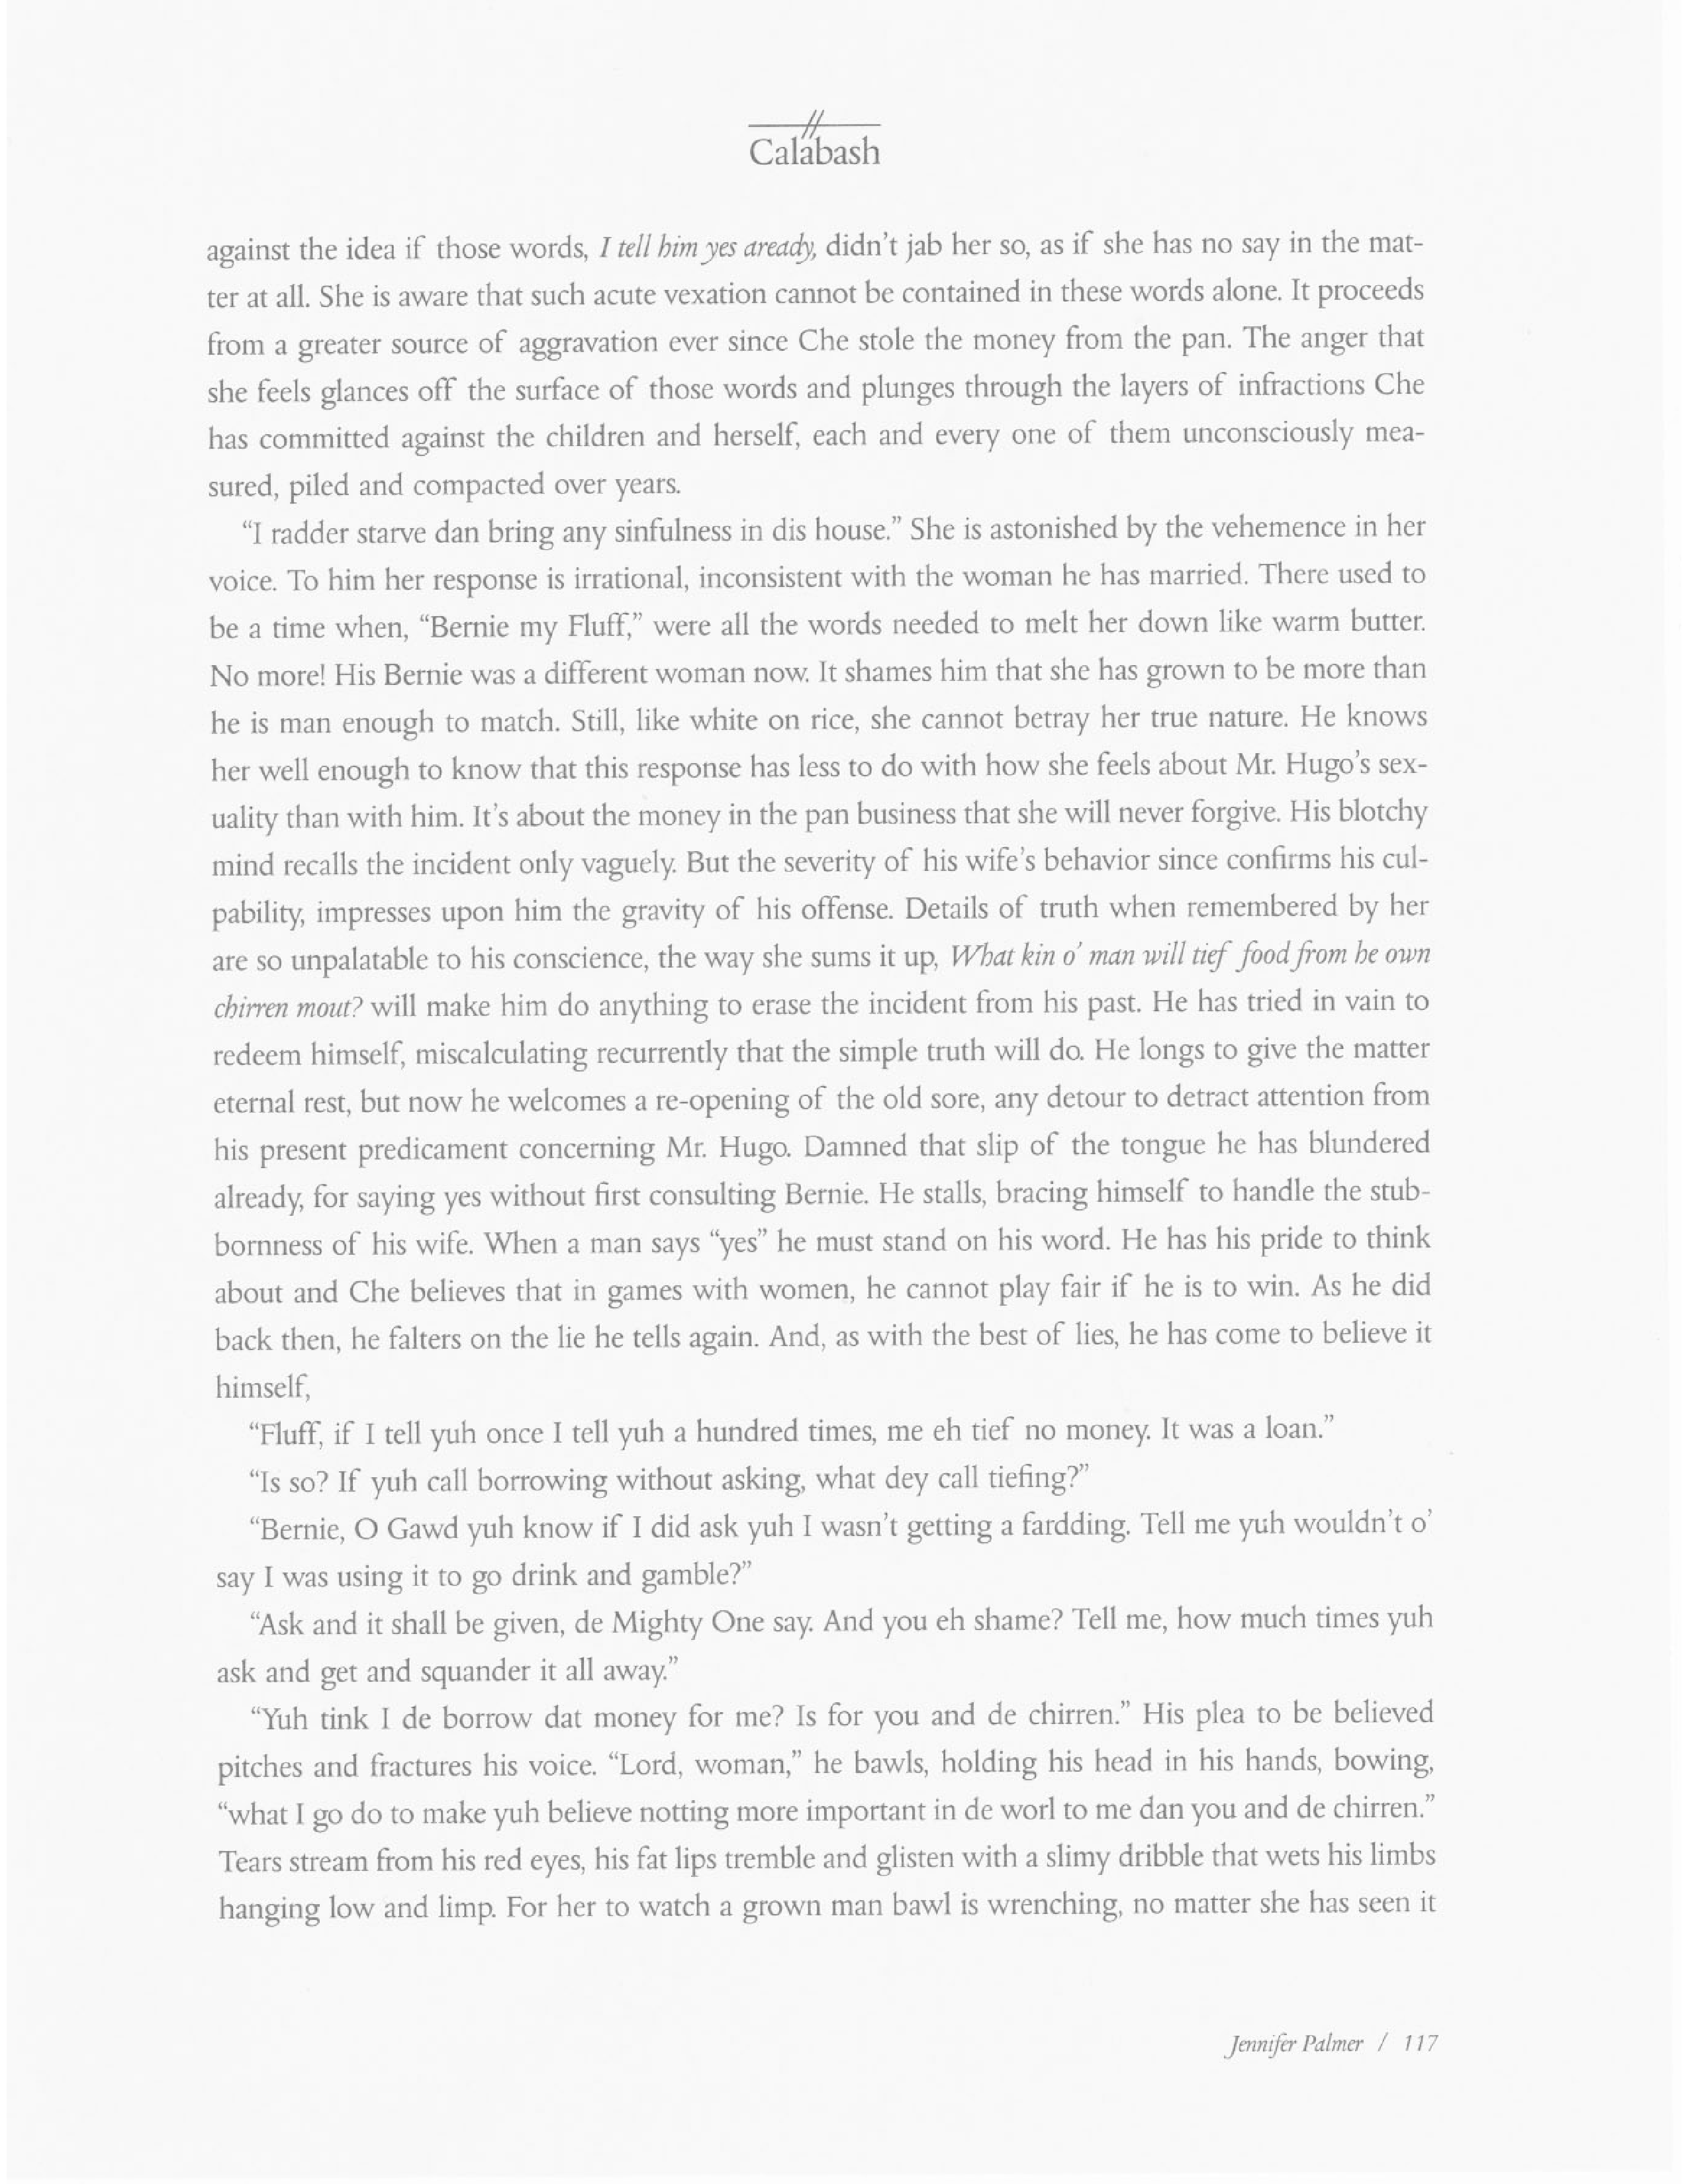 Calabash
against the idea if those words, I tell him yes aready, didn't jab her so, as if she has no say in the mat-
ter at all. She is aware that such acute vexation cannot be contained in these words alone. It proceeds
from a greater source of aggravation ever since Che stole the money from the pan. The anger that
she feels glances off the surface of those words and plunges through the layers of infractions Che
has committed against the children and herself, each and every one of them unconsciously mea-
sured, piled and compacted over years.
“I radder starve dan bring any sinfulness in dis house.” She is astonished by the vehemence in her
voice. To him her response is irrational, inconsistent with the woman he has married. There used to
be a time when, “Bernie my Fluff,” were all the words needed to melt her down like warm butter.
No more! His Bernie was a different woman now. It shames him that she has grown to be more than
he is man enough to match. Still, like white on rice, she cannot betray her true nature. He knows
her well enough to know that this response has less to do with how she feels about Mr. Hugo's sex-
uality than with him. It's about the money in the pan business that she will never forgive. His blotchy
mind recalls the incident only vaguely. But the severity of his wife's behavior since confirms his cul-
pability, impresses upon him the gravity of his offense. Details of truth when remembered by her
are so unpalatable to his conscience, the way she sums it up, What kin o' man will tief food from he own
chirren mout? will make him do anything to erase the incident from his past. He has tried in vain to
redeem himself, miscalculating recurrently that the simple truth will do. He longs to give the matter
eternal rest, but now he welcomes a re-opening of the old sore, any detour to detract attention from
his present predicament concerning Mr. Hugo. Damned that slip of the tongue he has blundered
already, for saying yes without first consulting Bernie. He stalls, bracing himself to handle the stub-
bornness of his wife. When a man says “yes” he must stand on his word. He has his pride to think
about and Che believes that in games with women, he cannot play fair if he is to win. As he did
back then, he falters on the lie he tells again. And, as with the best of lies, he has come to believe it
himself,
“Fluff, if I tell yuh once I tell yuh a hundred times, me eh tief no money. It was a loan.”
“Is so? If yuh call borrowing without asking, what dey call tiefing?”
“Bernie, O Gawd yuh know if I did ask yuh I wasn't getting a fardding. Tell me yuh wouldn't o'
say I was using it to go drink and gamble?”
“Ask and it shall be given, de Mighty One say. And you eh shame? Tell me, how much times yuh
ask and get and squander it all away.”
“Yuh tink I de borrow dat money for me? Is for you and de chirren.” His plea to be believed
pitches and fractures his voice. “Lord, woman,” he bawls, holding his head in his hands, bowing,
“what I go do to make yuh believe notting more important in de worl to me dan you and de chirren.”
Tears stream from his red eyes, his fat lips tremble and glisten with a slimy dribble that wets his limbs
hanging low and limp. For her to watch a grown man bawl is wrenching, no matter she has seen it
Jennifer Palmer / 117